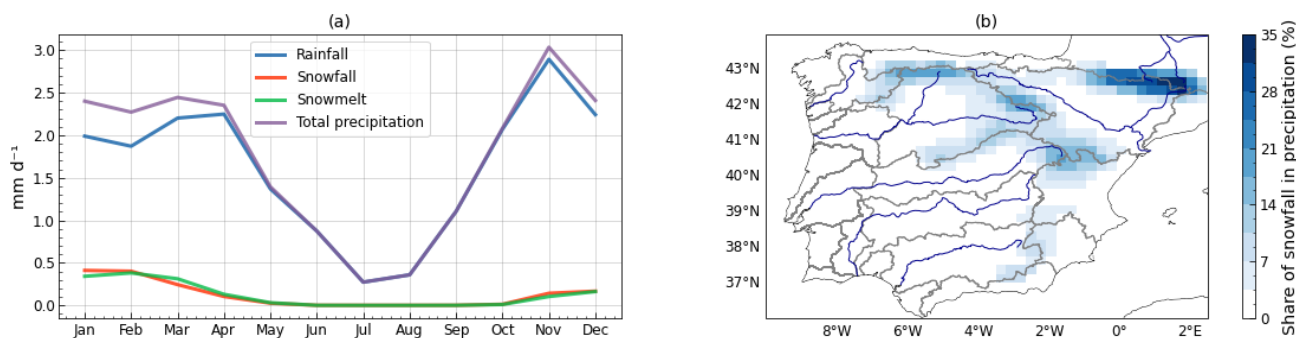 (a)
mm d⁻¹
3.0
2.5
2.0
1.5
1.0
0.5
0.0
Rainfall
Snowfall
Snowmelt
Total precipitation
Jan Feb Mar Apr May Jun Jul Aug Sep Oct Nov Dec
(b)
43°N
42°N
41°N
40°N
39°N
38°N
37°N
8°W 6°W 4°W 2°W 0° 2°E
35
28
21
14
7
0
Share of snowfall in precipitation (%)